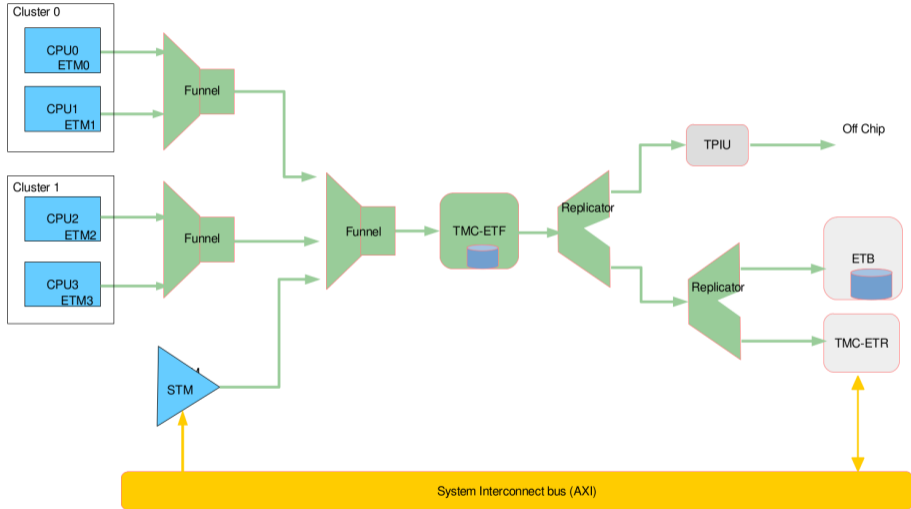 Cluster 0
CPU0
ETM0
CPU1
ETM1
Funnel
Cluster 1
CPU2
ETM2
CPU3
ETM3
Funnel
STM
Funnel
TMC-ETF
Replicator
TPIU
Off Chip
Replicator
ETB
TMC-ETR
System Interconnect bus (AXI)